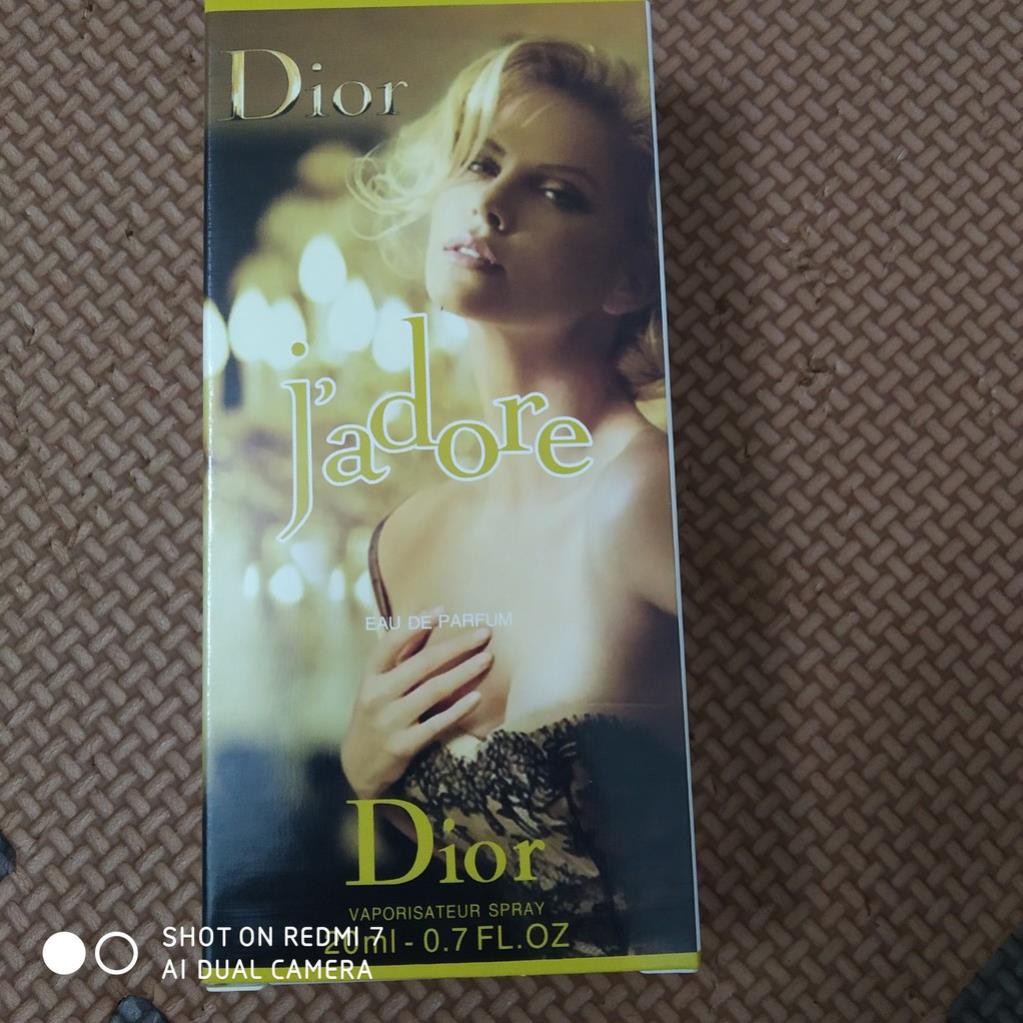 Dior
j'adore
EAU DE PARFUM
Dior
VAPORISATEUR SPRAY
20ml - 0.7 FL.OZ
SHOT ON REDMI 7
AI DUAL CAMERA